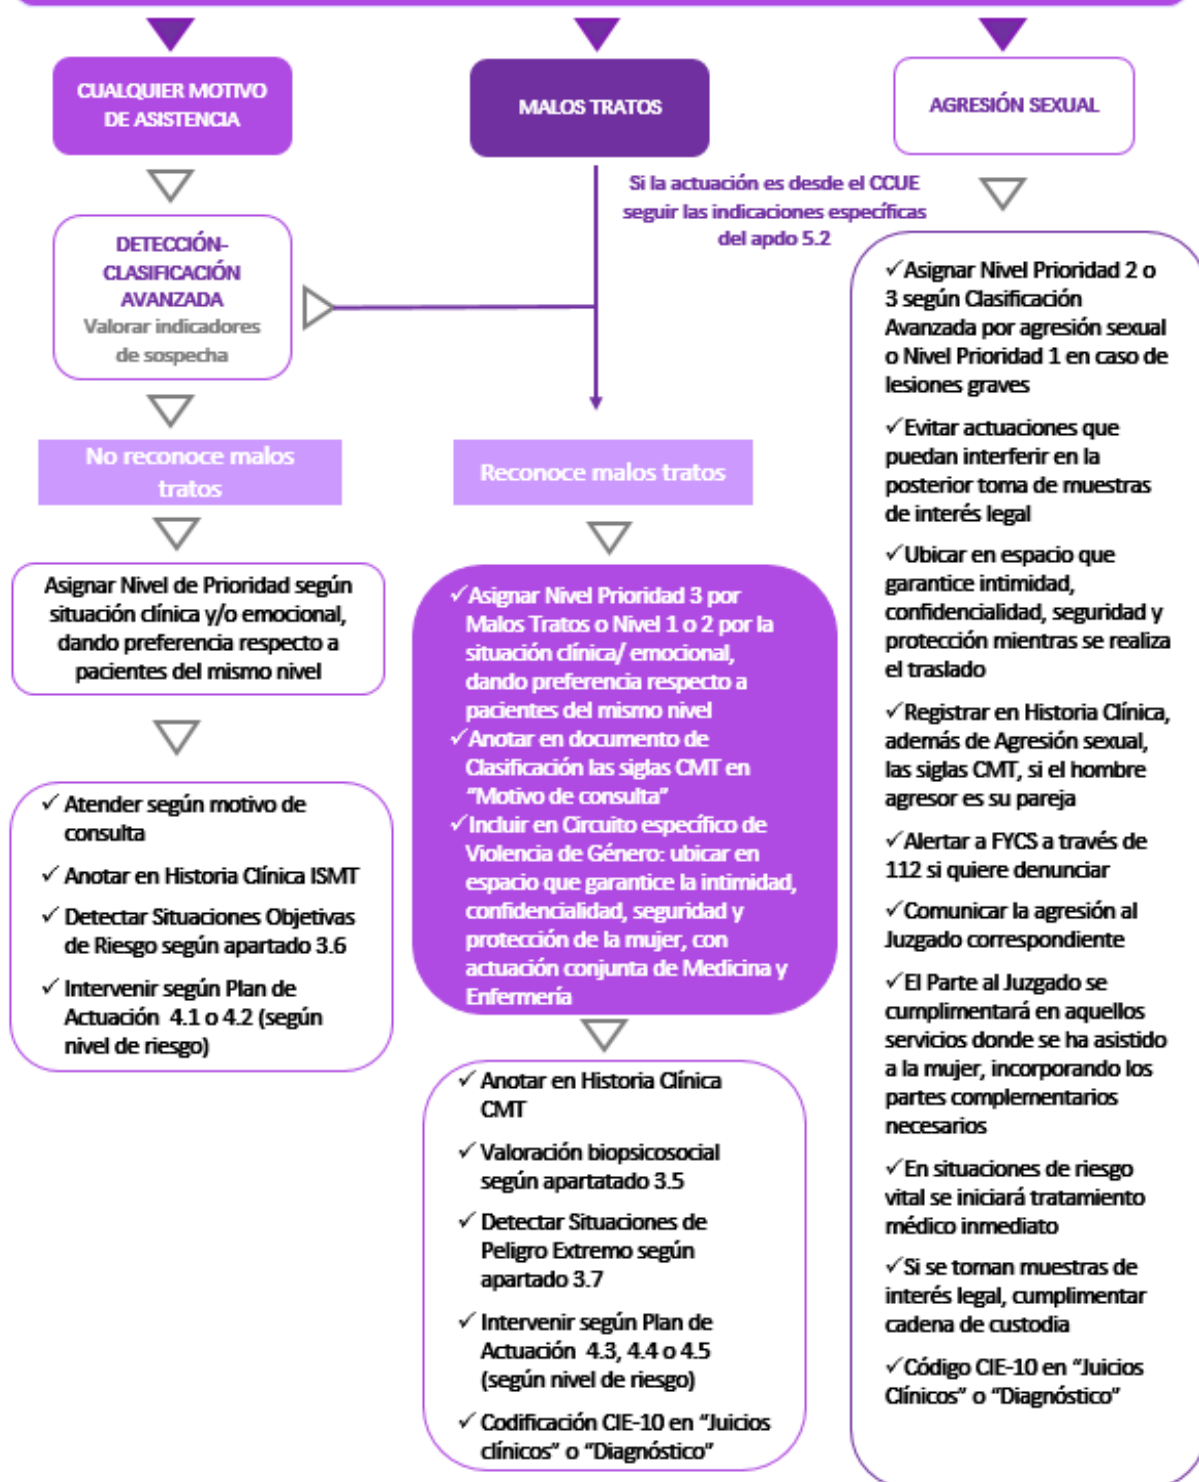 CUALQUIER MOTIVO
DE ASISTENCIA
DETECCIÓN-
CLASIFICACIÓN
AVANZADA
Valorar indicadores
de sospecha
No reconoce malos
tratos
Asignar Nivel de Prioridad según
situación clínica y/o emocional,
dando preferencia respecto a
pacientes del mismo nivel
✓ Atender según motivo de
consulta
✓ Anotar en Historia Clínica ISMT
✓ Detectar Situaciones Objetivas
de Riesgo según apartado 3.6
✓ Intervenir según Plan de
Actuación 4.1 o 4.2 (según
nivel de riesgo)
MALOS TRATOS
Si la actuación es desde el CCUE
seguir las indicaciones específicas
del apdo 5.2
Reconoce malos tratos
✓ Asignar Nivel Prioridad 3 por
Malos Tratos o Nivel 1 o 2 por la
situación clínica/ emocional,
dando preferencia respecto a
pacientes del mismo nivel
✓ Anotar en documento de
Clasificación las siglas CMT en
"Motivo de consulta"
✓ Incluir en Circuito específico de
Violencia de Género: ubicar en
espacio que garantice la intimidad,
confidencialidad, seguridad y
protección de la mujer, con
actuación conjunta de Medicina y
Enfermería
✓ Anotar en Historia Clínica
CMT
✓ Valoración biopsicosocial
según apartatado 3.5
✓ Detectar Situaciones de
Peligro Extremo según
apartado 3.7
✓ Intervenir según Plan de
Actuación 4.3, 4.4 o 4.5
(según nivel de riesgo)
✓ Codificación CIE-10 en "Juicios
clínicos" o "Diagnóstico"
AGRESIÓN SEXUAL
✓Asignar Nivel Prioridad 2 o
3 según Clasificación
Avanzada por agresión sexual
o Nivel Prioridad 1 en caso de
lesiones graves
✓Evitar actuaciones que
puedan interferir en la
posterior toma de muestras
de interés legal
✓Ubicar en espacio que
garantice intimidad,
confidencialidad, seguridad y
protección mientras se realiza
el traslado
✓Registrar en Historia Clínica,
además de Agresión sexual,
las siglas CMT, si el hombre
agresor es su pareja
✓Alertar a FYCS a través de
112 si quiere denunciar
✓Comunicar la agresión al
Juzgado correspondiente
✓El Parte al Juzgado se
cumplimentará en aquellos
servicios donde se ha asistido
a la mujer, incorporando los
partes complementarios
necesarios
✓En situaciones de riesgo
vital se iniciará tratamiento
médico inmediato
✓Si se toman muestras de
interés legal, cumplimentar
cadena de custodia
✓Código CIE-10 en "Juicios
Clínicos" o "Diagnóstico"